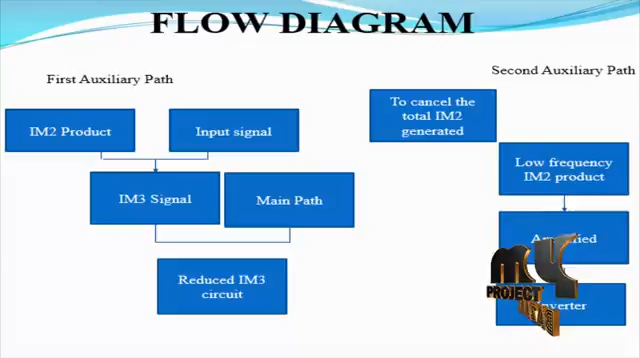 FLOW DIAGRAM
First Auxiliary Path
Second Auxiliary Path
IM2 Product
Input signal
To cancel the
total IM2
generated
Low frequency
IM2 product
IM3 Signal
Main Path
Reduced IM3
circuit
MY
PROJECT